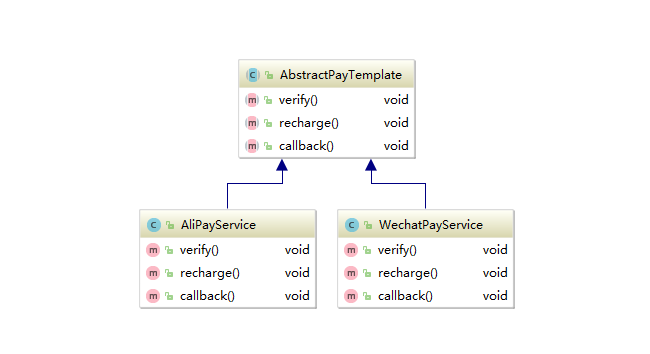 C AbstractPayTemplate
m verify() void
m recharge() void
m callback() void
C AliPayService
m verify() void
m recharge() void
m callback() void
C WechatPayService
m verify() void
m recharge() void
m callback() void